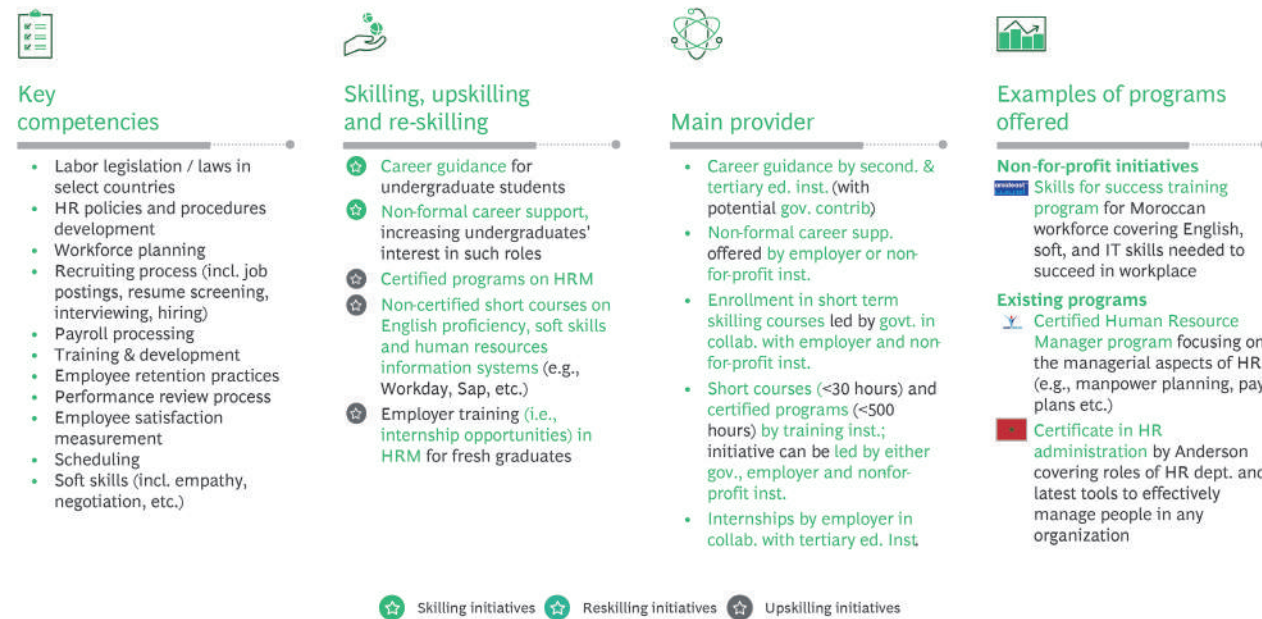 Key
competencies
• Labor legislation / laws in
select countries
• HR policies and procedures
development
• Workforce planning
• Recruiting process (incl. job
postings, resume screening,
interviewing, hiring)
• Payroll processing
• Training & development
• Employee retention practices
• Performance review process
• Employee satisfaction
measurement
• Scheduling
• Soft skills (incl. empathy,
negotiation, etc.)
Skilling, upskilling
and re-skilling
Career guidance for
undergraduate students
Non-formal career support,
increasing undergraduates'
interest in such roles
Certified programs on HRM
Non-certified short courses on
English proficiency, soft skills
and human resources
information systems (e.g.,
Workday, Sap, etc.)
Employer training (i.e.,
internship opportunities) in
HRM for fresh graduates
Main provider
• Career guidance by second. &
tertiary ed. inst. (with
potential gov. contrib)
• Non-formal career supp.
offered by employer or non-
for-profit inst.
• Enrollment in short term
skilling courses led by govt. in
collab. with employer and non-
for-profit inst.
• Short courses (<30 hours) and
certified programs (<500
hours) by training inst.;
initiative can be led by either
gov., employer and nonfor-
profit inst.
• Internships by employer in
collab. with tertiary ed. Inst.
Examples of programs
offered
Non-for-profit initiatives
Skills for success training
program for Moroccan
workforce covering English,
soft, and IT skills needed to
succeed in workplace
Existing programs
Certified Human Resource
Manager program focusing on
the managerial aspects of HR
(e.g., manpower planning, pay
plans etc.)
Certificate in HR
administration by Anderson
covering roles of HR dept. and
latest tools to effectively
manage people in any
organization
Skilling initiatives Reskilling initiatives Upskilling initiatives